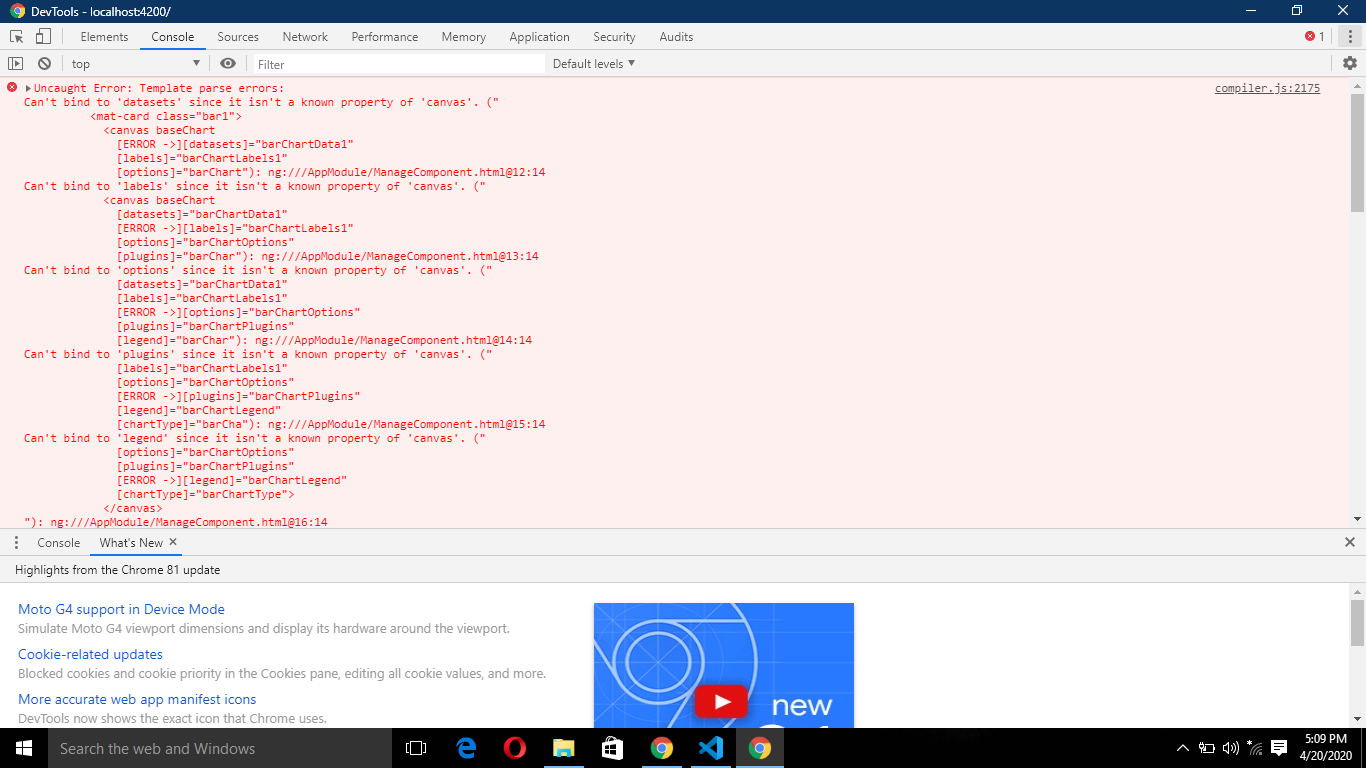 DevTools - localhost:4200/
Elements Console Sources Network Performance Memory Application Security Audits 1
top Filter Default levels
Uncaught Error: Template parse errors: compiler.js:2175
Can't bind to 'datasets' since it isn't a known property of 'canvas'. ("
<mat-card class="bar1">
<canvas baseChart
[ERROR ->][datasets]="barChartData1"
[labels]="barChartLabels1"
[options]="barChart"): ng:///AppModule/ManageComponent.html@12:14
Can't bind to 'labels' since it isn't a known property of 'canvas'. ("
<canvas baseChart
[datasets]="barChartData1"
[ERROR ->][labels]="barChartLabels1"
[options]="barChartOptions"
[plugins]="barChar"): ng:///AppModule/ManageComponent.html@13:14
Can't bind to 'options' since it isn't a known property of 'canvas'. ("
[datasets]="barChartData1"
[labels]="barChartLabels1"
[ERROR ->][options]="barChartOptions"
[plugins]="barChartPlugins"
[legend]="barChar"): ng:///AppModule/ManageComponent.html@14:14
Can't bind to 'plugins' since it isn't a known property of 'canvas'. ("
[labels]="barChartLabels1"
[options]="barChartOptions"
[ERROR ->][plugins]="barChartPlugins"
[legend]="barChartLegend"
[chartType]="barCha"): ng:///AppModule/ManageComponent.html@15:14
Can't bind to 'legend' since it isn't a known property of 'canvas'. ("
[options]="barChartOptions"
[plugins]="barChartPlugins"
[ERROR ->][legend]="barChartLegend"
[chartType]="barChartType">
</canvas>
"): ng:///AppModule/ManageComponent.html@16:14
Console What's New
Highlights from the Chrome 81 update
Moto G4 support in Device Mode
Simulate Moto G4 viewport dimensions and display its hardware around the viewport.
Cookie-related updates
Blocked cookies and cookie priority in the Cookies pane, editing all cookie values, and more.
More accurate web app manifest icons
DevTools now shows the exact icon that Chrome uses.
new
Search the web and Windows
5:09 PM
4/20/2020